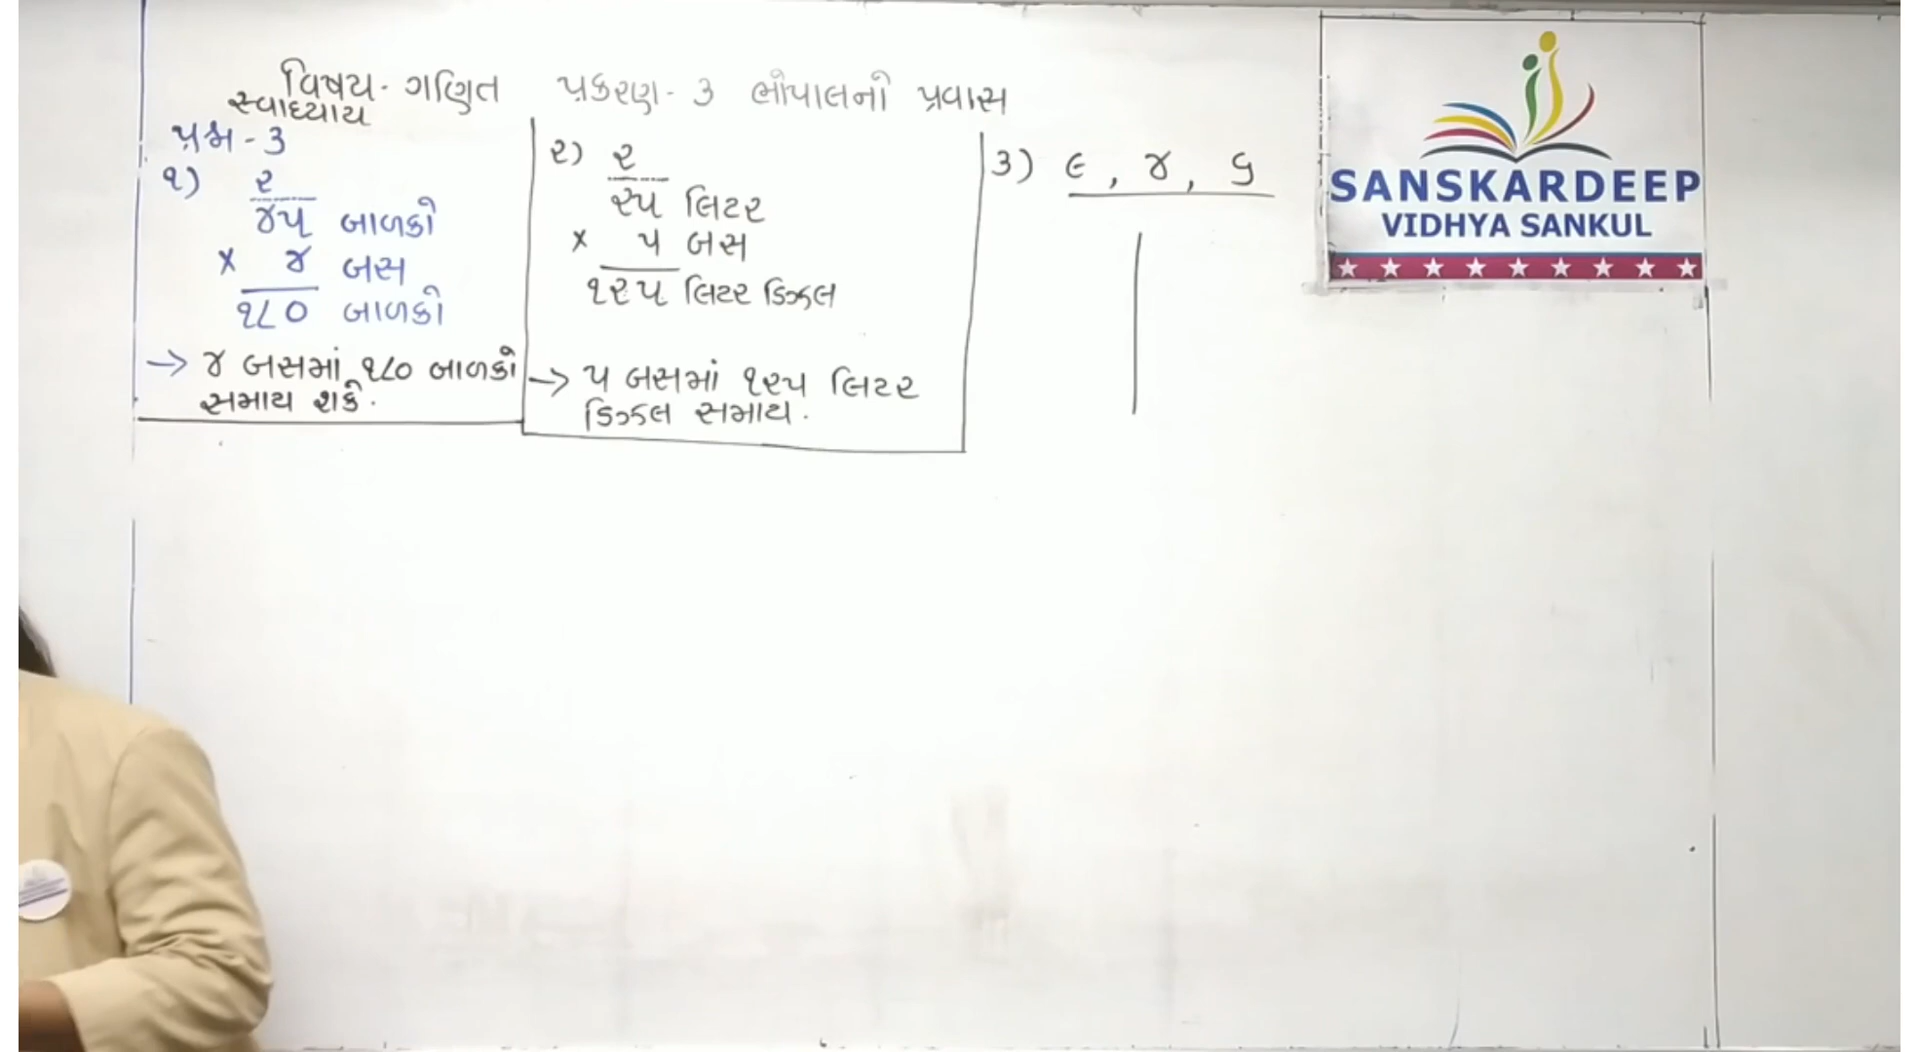 વિષય - ગણિત પ્રકરણ - ૩ ભોપાલનો પ્રવાસ
સ્વાધ્યાય
પ્રશ્ન - ૩
૧) ૨
૪૫ બાળકો
× ૪ બસ
૧૮૦ બાળકો
→ ૪ બસમાં ૧૮૦ બાળકો
સમાય શકે.
૨) ૨
૨૫ લિટર
× ૫ બસ
૧૨૫ લિટર ડિઝલ
→ ૫ બસમાં ૧૨૫ લિટર
ડિઝલ સમાય.
૩) ૯, ૪, ૬
SANSKARDEEP
VIDHYA SANKUL